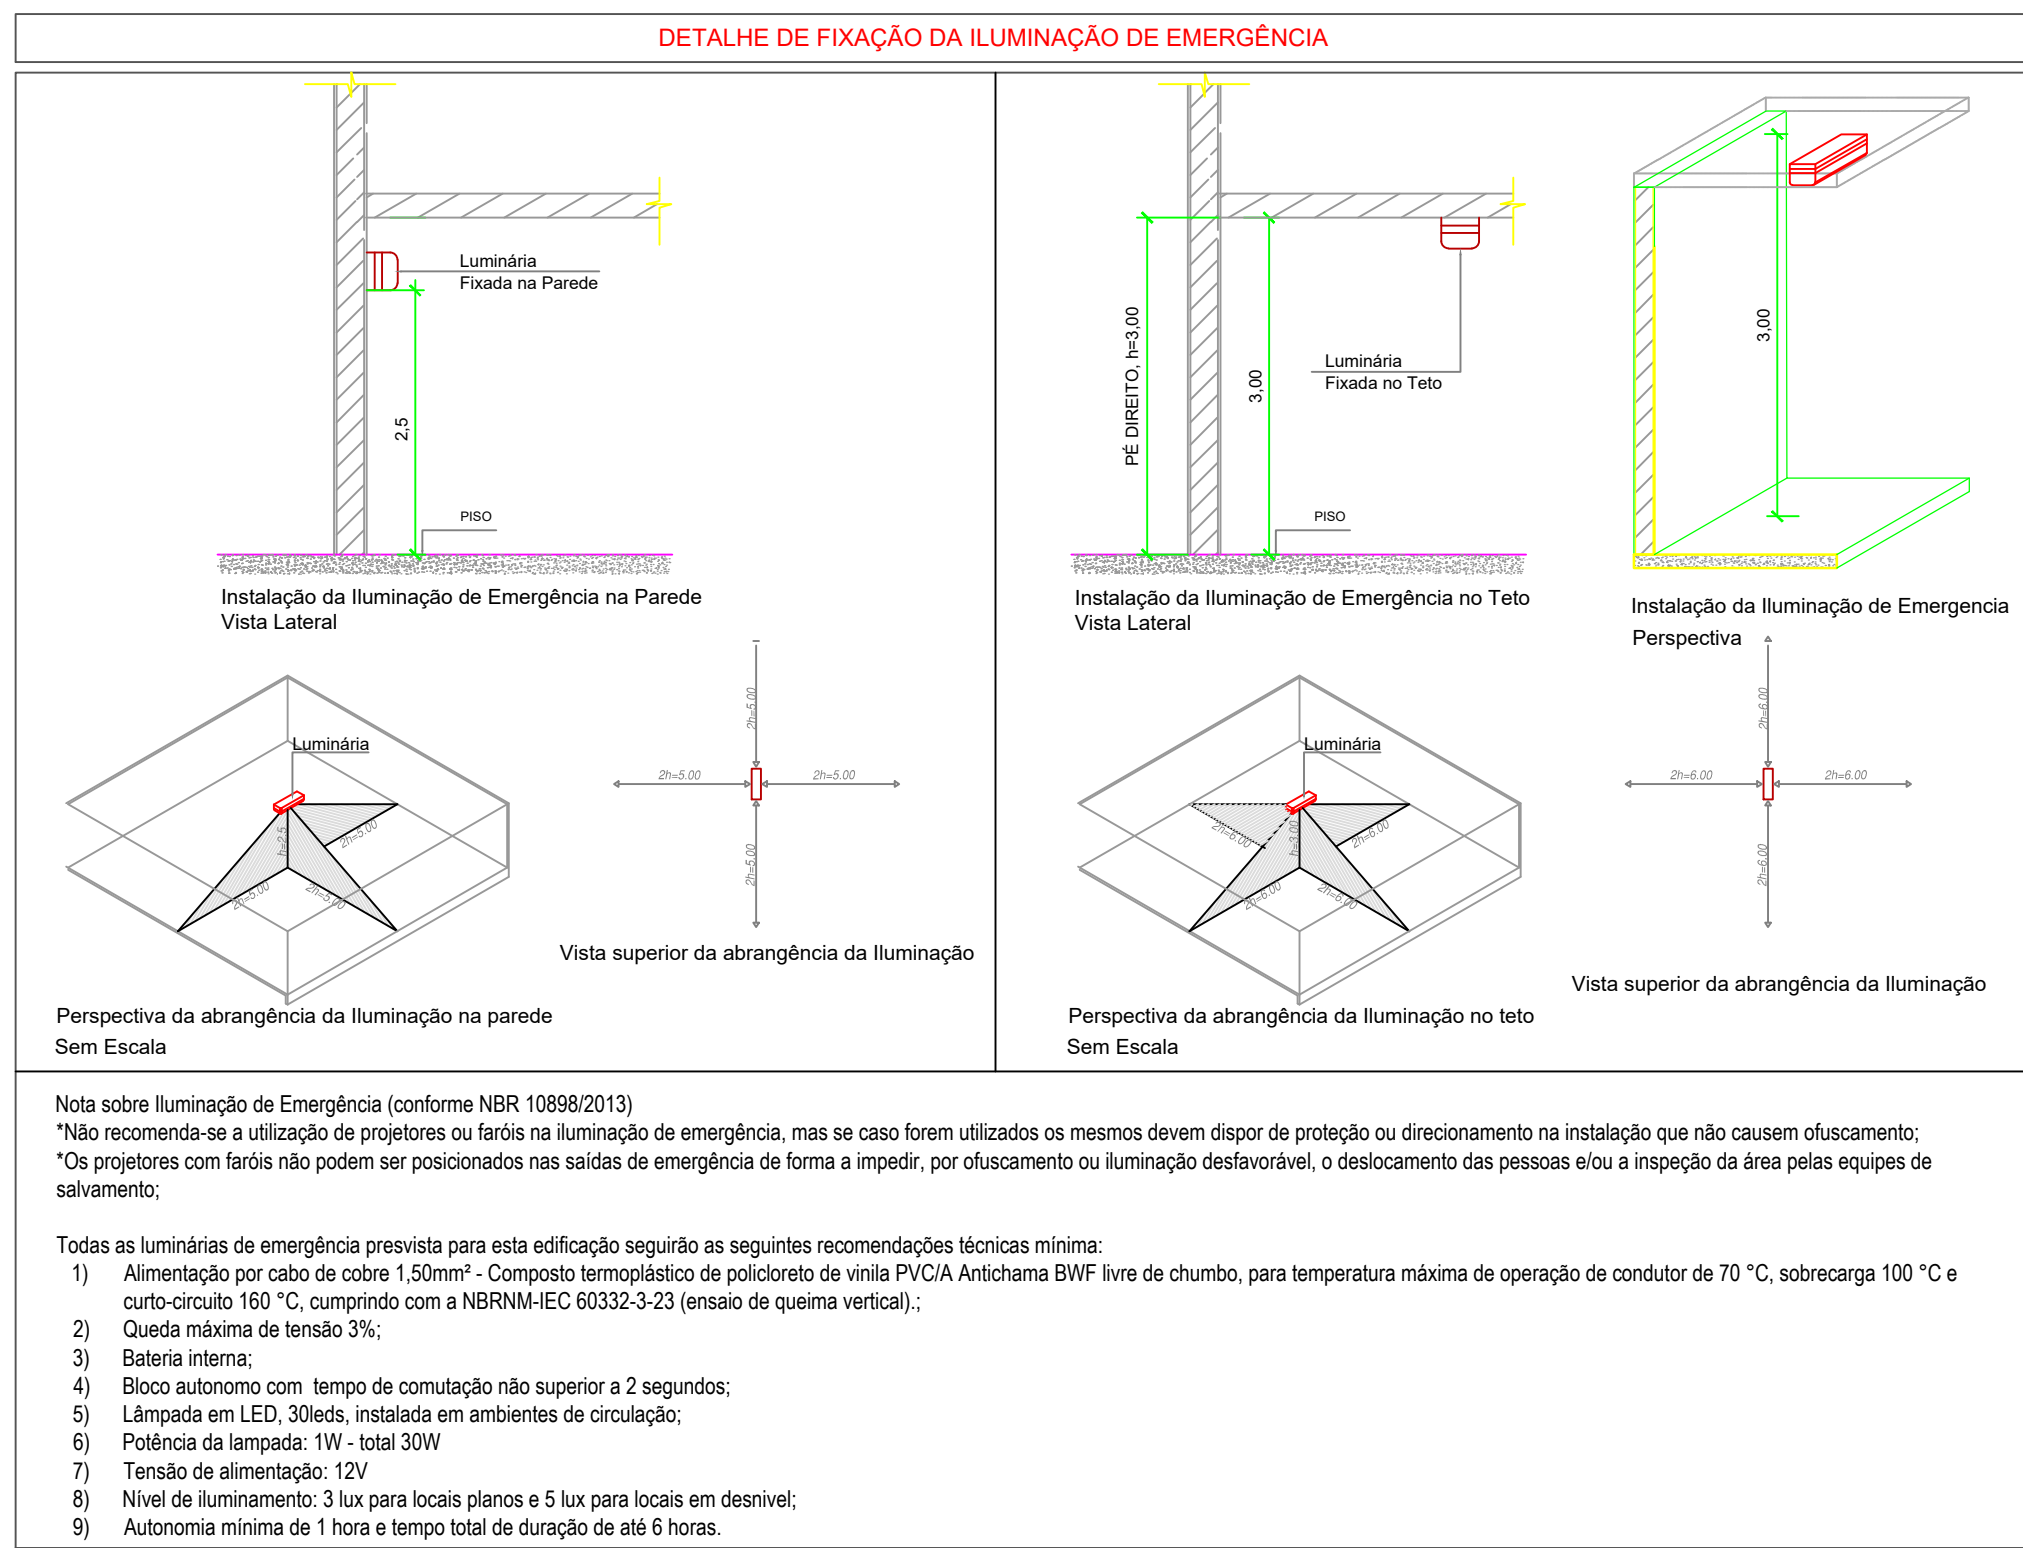 DETALHE DE FIXAÇÃO DA ILUMINAÇÃO DE EMERGÊNCIA
Luminária
Fixada na Parede
2,5
PISO
Instalação da Iluminação de Emergência na Parede
Vista Lateral
PÉ DIREITO, h=3,00
3,00
Luminária
Fixada no Teto
PISO
Instalação da Iluminação de Emergência no Teto
Vista Lateral
3,00
Instalação da Iluminação de Emergencia
Perspectiva
Luminária
h=2.5
2h=5.00
2h=5.00
2h=5.00
Perspectiva da abrangência da Iluminação na parede
Sem Escala
2h=5.00
2h=5.00
2h=5.00
2h=5.00
Vista superior da abrangência da Iluminação
Luminária
2h=6.00
h=3.00
2h=6.00
2h=6.00
2h=6.00
Perspectiva da abrangência da Iluminação no teto
Sem Escala
2h=6.00
2h=6.00
2h=6.00
2h=6.00
Vista superior da abrangência da Iluminação
Nota sobre Iluminação de Emergência (conforme NBR 10898/2013)
*Não recomenda-se a utilização de projetores ou faróis na iluminação de emergência, mas se caso forem utilizados os mesmos devem dispor de proteção ou direcionamento na instalação que não causem ofuscamento;
*Os projetores com faróis não podem ser posicionados nas saídas de emergência de forma a impedir, por ofuscamento ou iluminação desfavorável, o deslocamento das pessoas e/ou a inspeção da área pelas equipes de
salvamento;
Todas as luminárias de emergência presvista para esta edificação seguirão as seguintes recomendações técnicas mínima:
1) Alimentação por cabo de cobre 1,50mm² - Composto termoplástico de policloreto de vinila PVC/A Antichama BWF livre de chumbo, para temperatura máxima de operação de condutor de 70 °C, sobrecarga 100 °C e
curto-circuito 160 °C, cumprindo com a NBRNM-IEC 60332-3-23 (ensaio de queima vertical).;
2) Queda máxima de tensão 3%;
3) Bateria interna;
4) Bloco autonomo com tempo de comutação não superior a 2 segundos;
5) Lâmpada em LED, 30leds, instalada em ambientes de circulação;
6) Potência da lampada: 1W - total 30W
7) Tensão de alimentação: 12V
8) Nível de iluminamento: 3 lux para locais planos e 5 lux para locais em desnivel;
9) Autonomia mínima de 1 hora e tempo total de duração de até 6 horas.